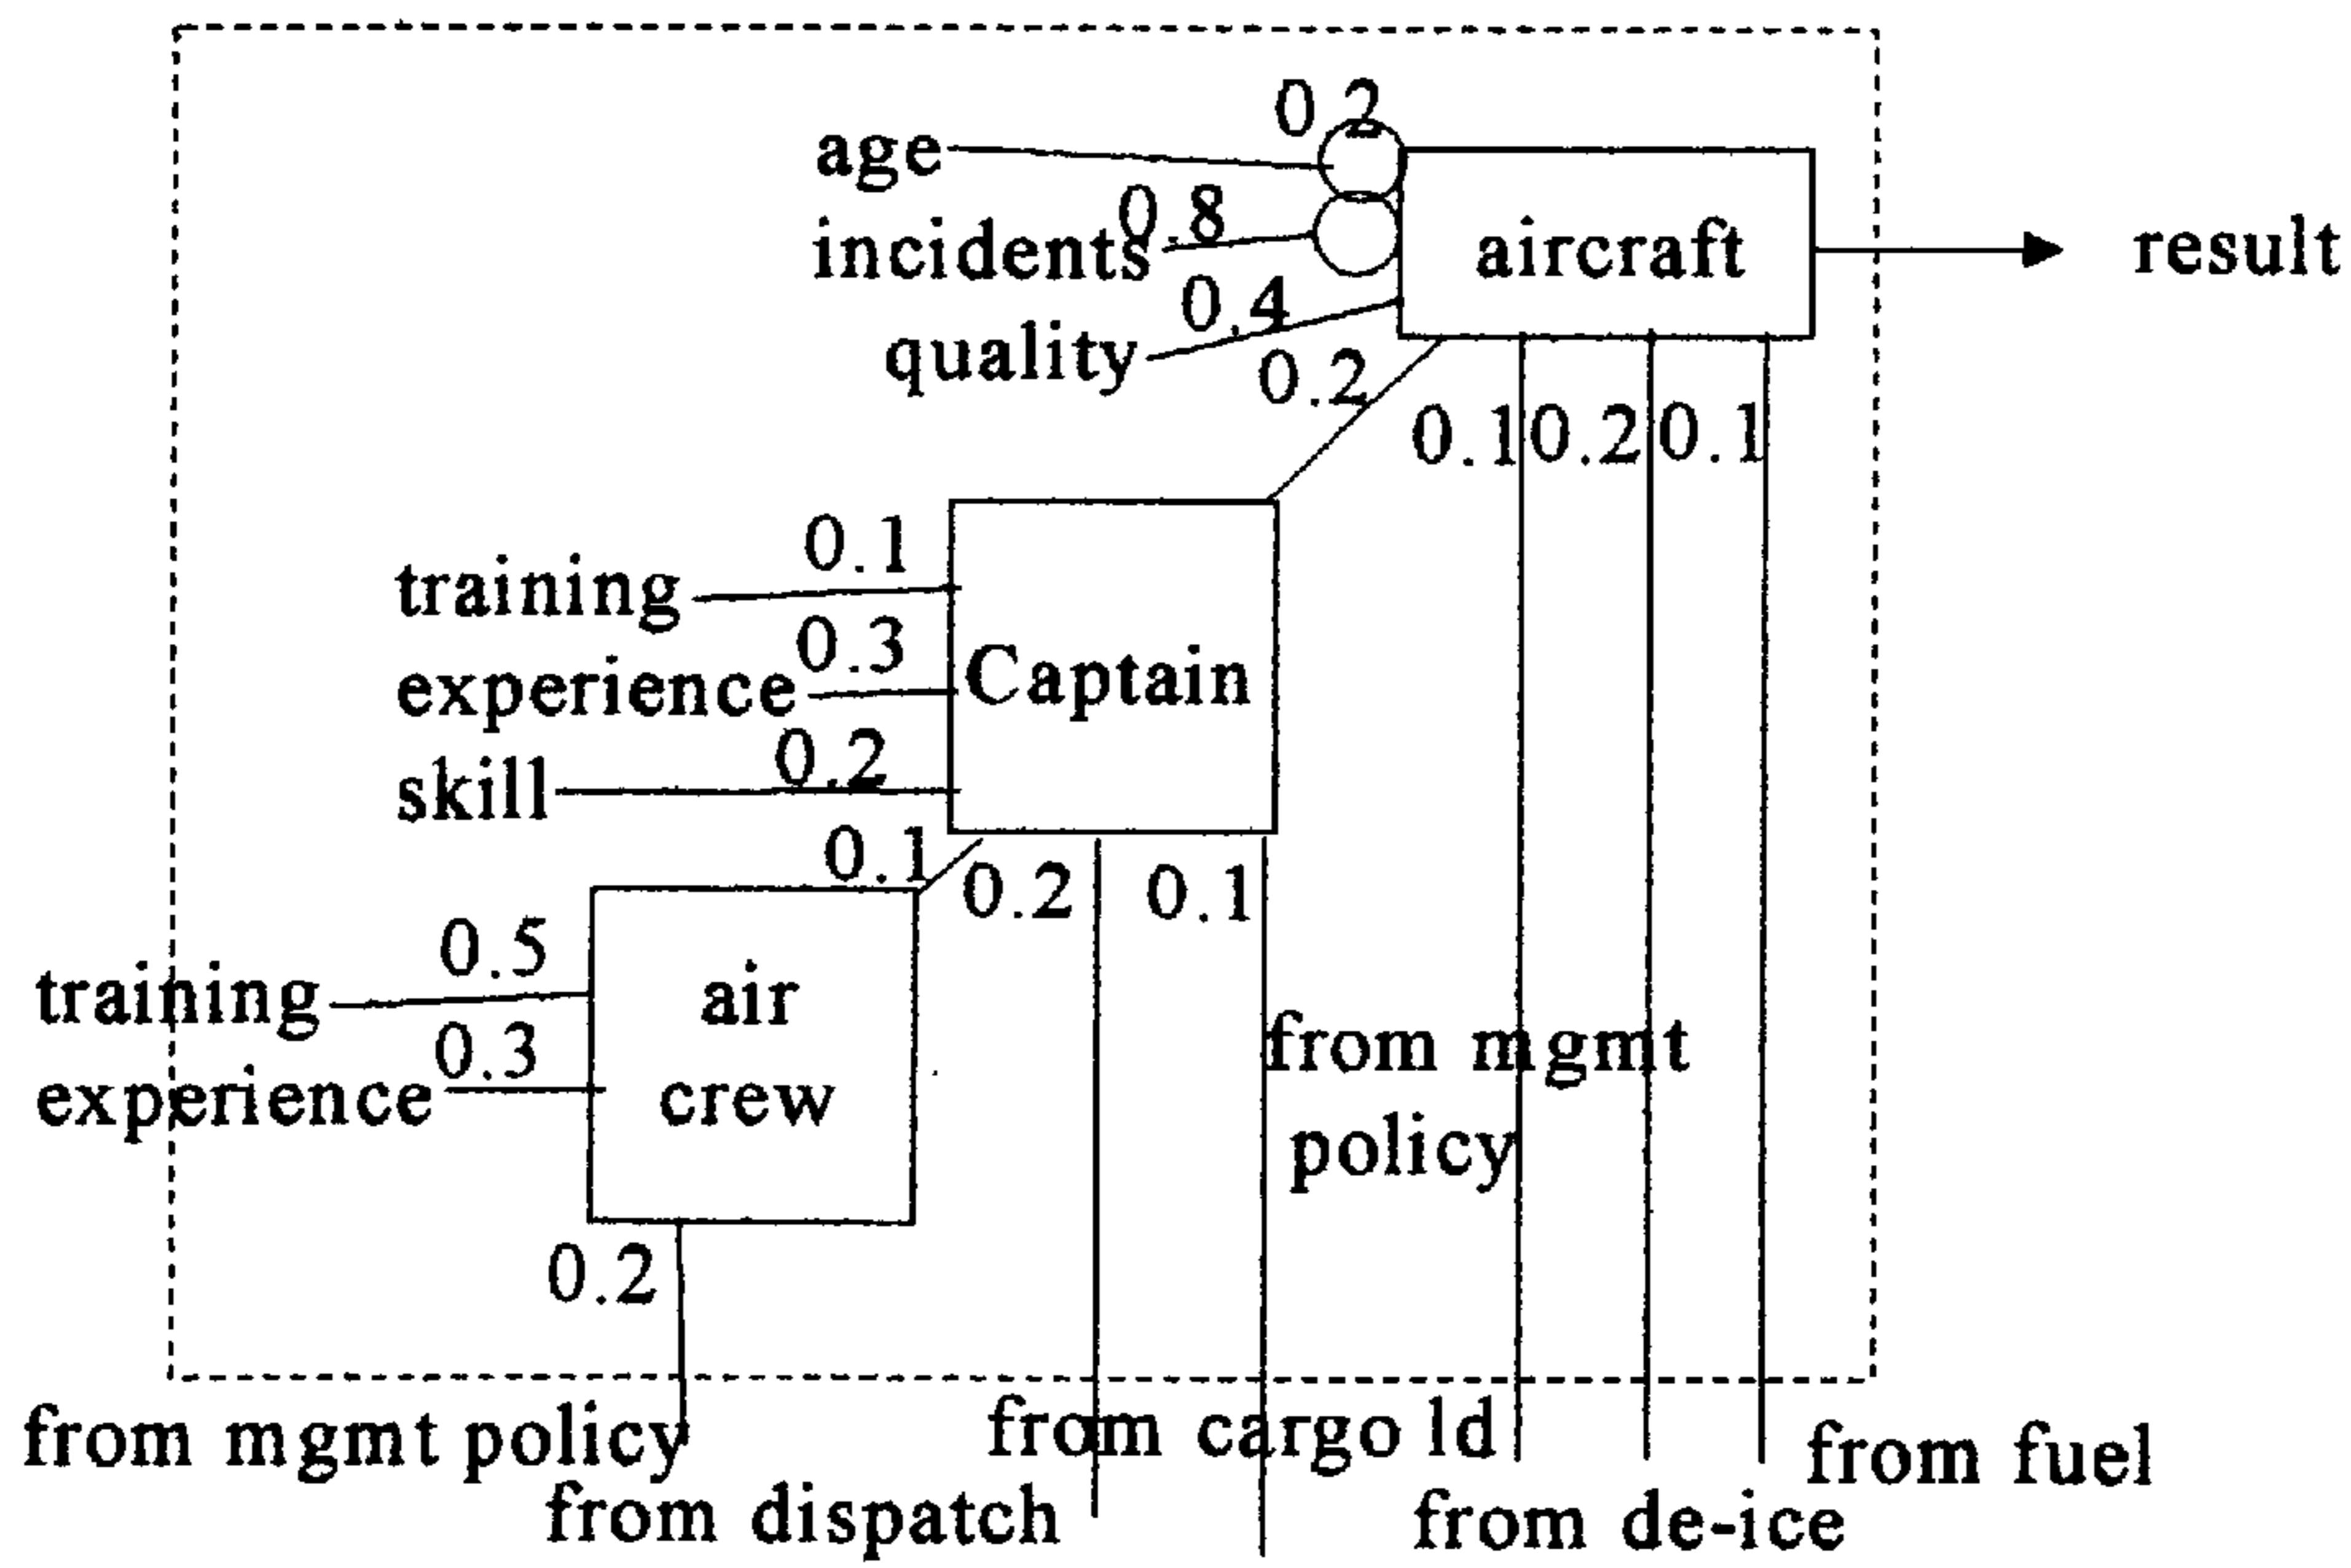 0 2
age
0.8
incidents
aircraft
result
0.4
quality
0.2
0.1
0.2
0.1
0.1
training
0.3
Captain
experience
0.2
skill
0.1
0.2
0.1
0.5
air
training
0.3
crew
experience
from mgmt
policy
0.2
from mgmt policy
from cargo ld
from fuel
from dispatch
from de-ice